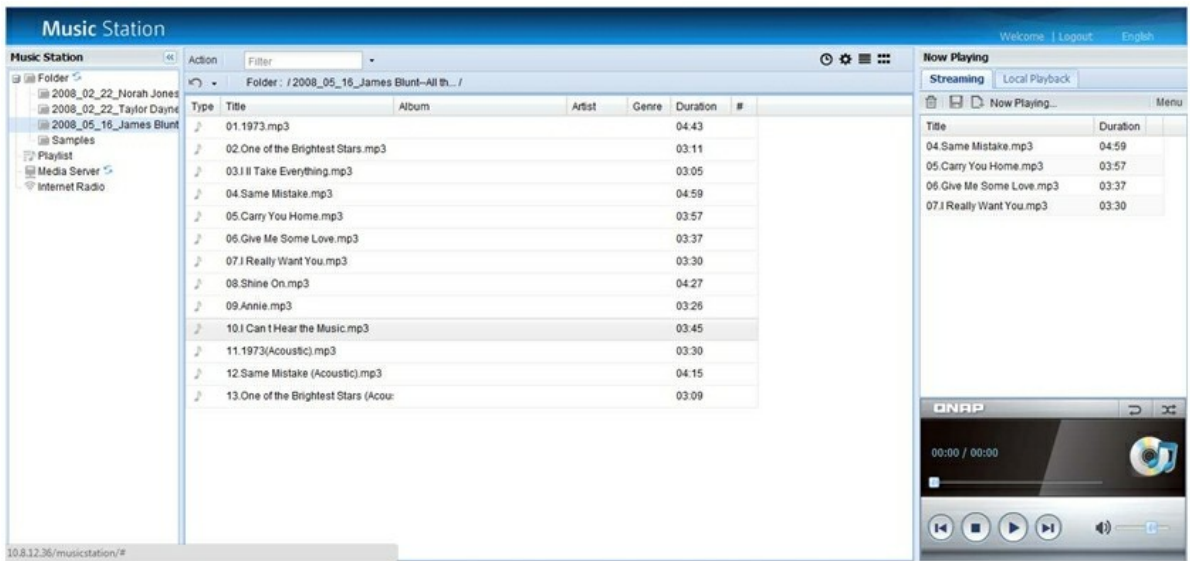 Music Station
Welcome | Logout English
Music Station
Folder
2008_02_22_Norah Jones
2008_02_22_Taylor Dayne
2008_05_16_James Blunt
Samples
Playlist
Media Server
Internet Radio
Action Filter
Folder : / 2008_05_16_James Blunt--All th... /
Type Title Album Artist Genre Duration #
01.1973.mp3 04:43
02.One of the Brightest Stars.mp3 03:11
03.I ll Take Everything.mp3 03:05
04.Same Mistake.mp3 04:59
05.Carry You Home.mp3 03:57
06.Give Me Some Love.mp3 03:37
07.I Really Want You.mp3 03:30
08.Shine On.mp3 04:27
09.Annie.mp3 03:26
10.I Can t Hear the Music.mp3 03:45
11.1973(Acoustic).mp3 03:30
12.Same Mistake (Acoustic).mp3 04:15
13.One of the Brightest Stars (Acou: 03:09
Now Playing
Streaming Local Playback
Now Playing... Menu
Title Duration
04.Same Mistake.mp3 04:59
05.Carry You Home.mp3 03:57
06.Give Me Some Love.mp3 03:37
07.I Really Want You.mp3 03:30
QNAP
00:00 / 00:00
10.8.12.36/musicstation/#